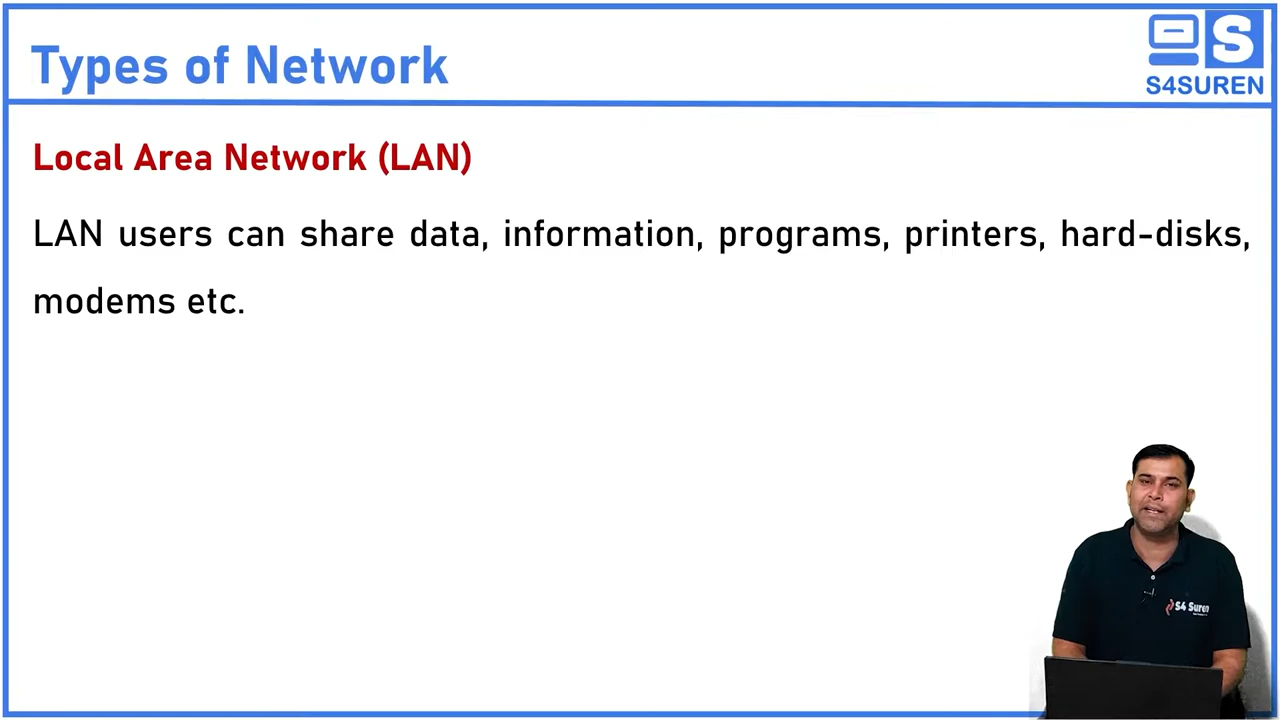 Types of Network
S
S4SUREN
Local Area Network (LAN)
LAN users can share data, information, programs, printers, hard-disks,
modems etc.
S4 Suren